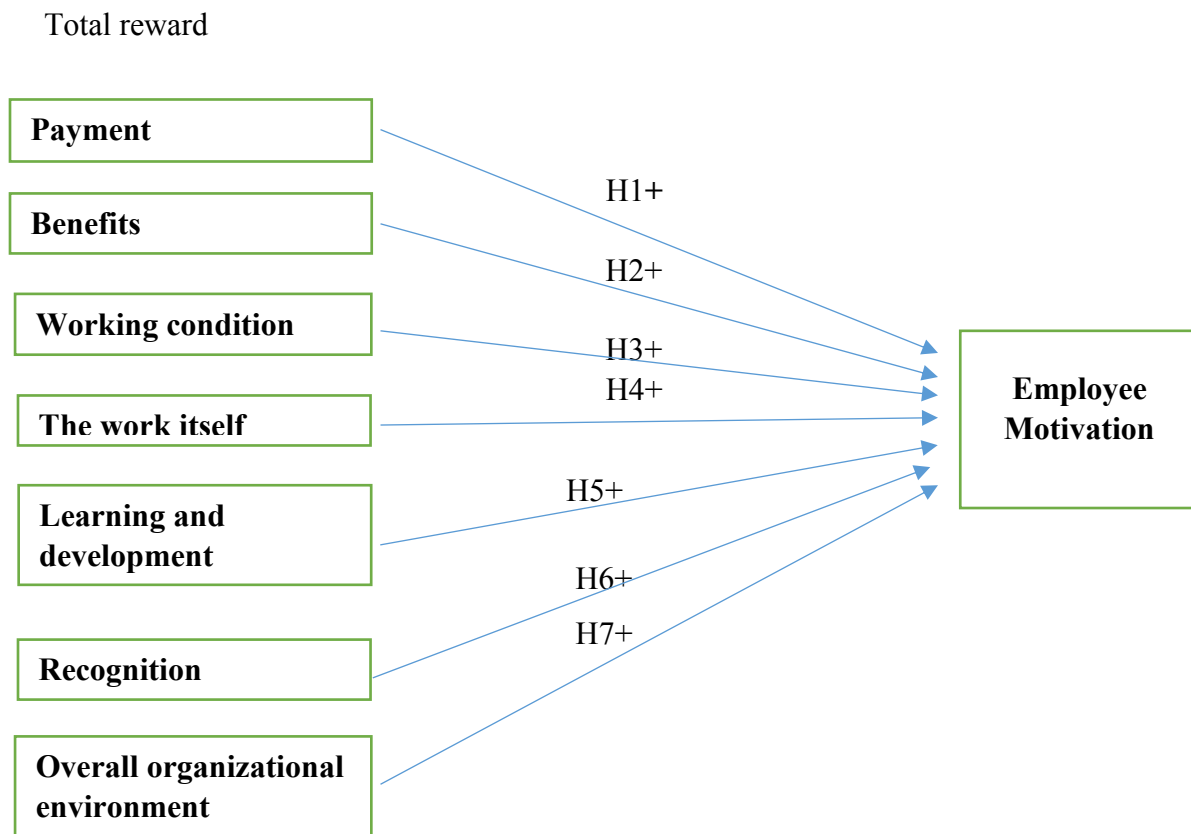 Total reward
Payment
H1+
Benefits
H2+
Working condition
H3+
H4+
The work itself
Employee
Motivation
Learning and
development
H5+
H6+
H7+
Recognition
Overall organizational
environment